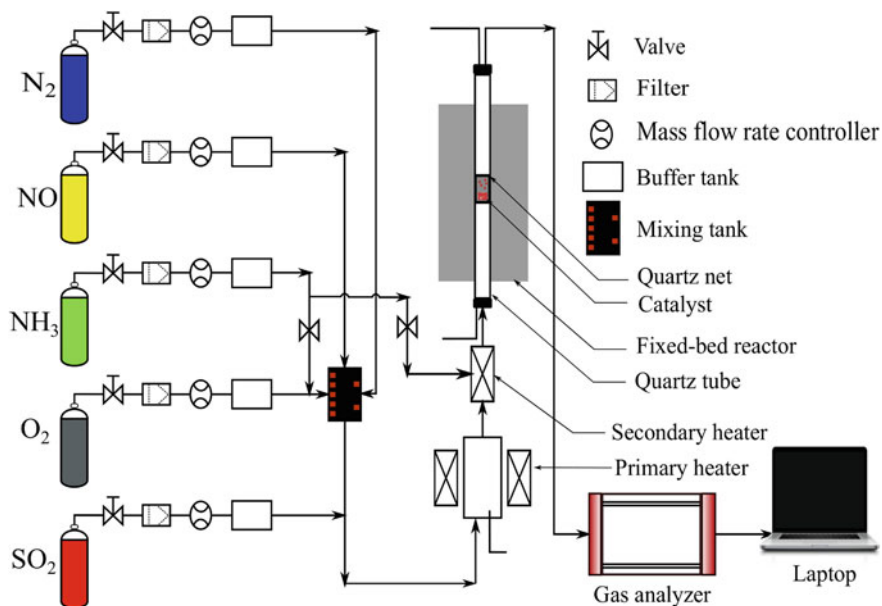 N2
NO
NH3
O2
SO2
Valve
Filter
Mass flow rate controller
Buffer tank
Mixing tank
Quartz net
Catalyst
Fixed-bed reactor
Quartz tube
Secondary heater
Primary heater
Gas analyzer
Laptop